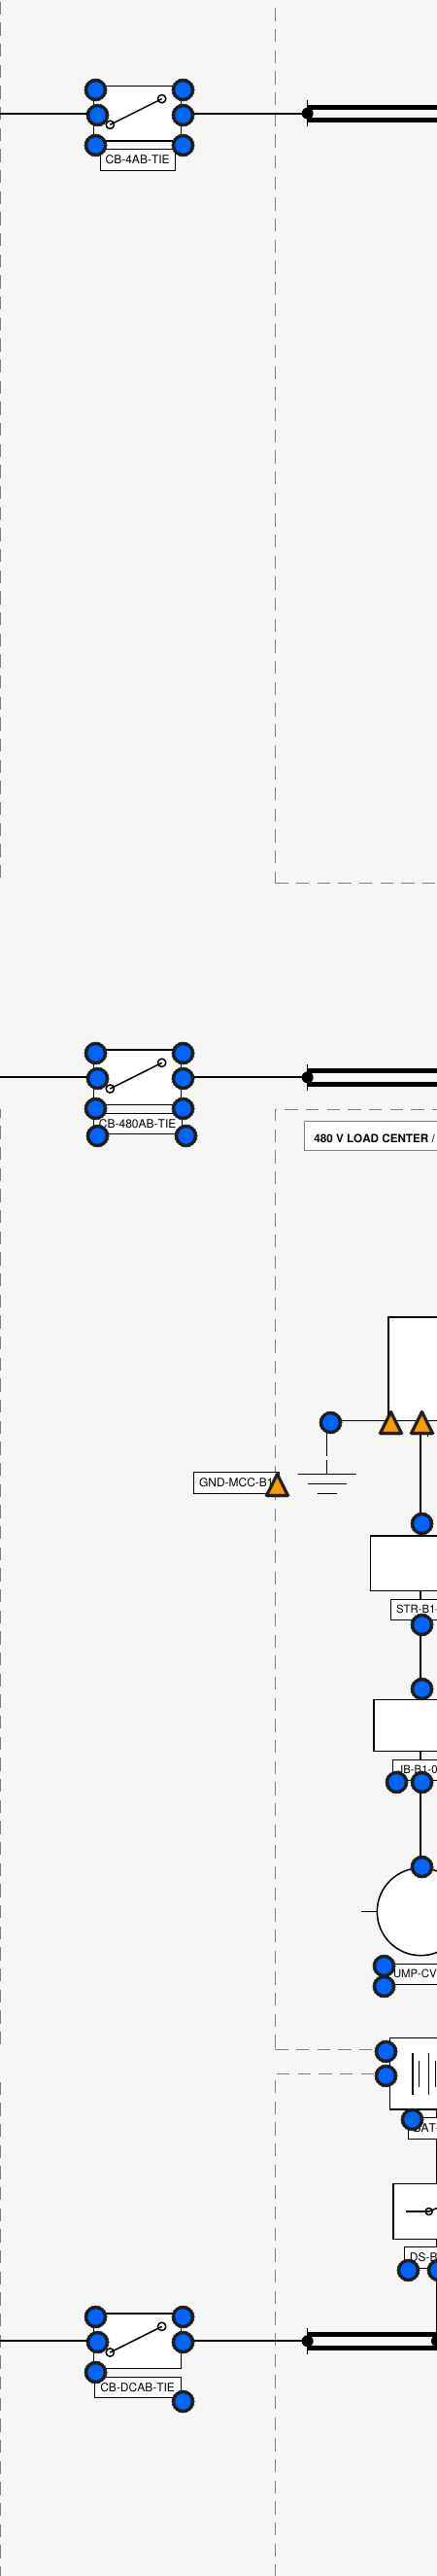 CB-4AB-TIE
CB-480AB-TIE
480 V LOAD CENTER /
GND-MCC-B1
STR-B1-
JB-B1-0
UMP-CV
BAT-
DS-B
CB-DCAB-TIE